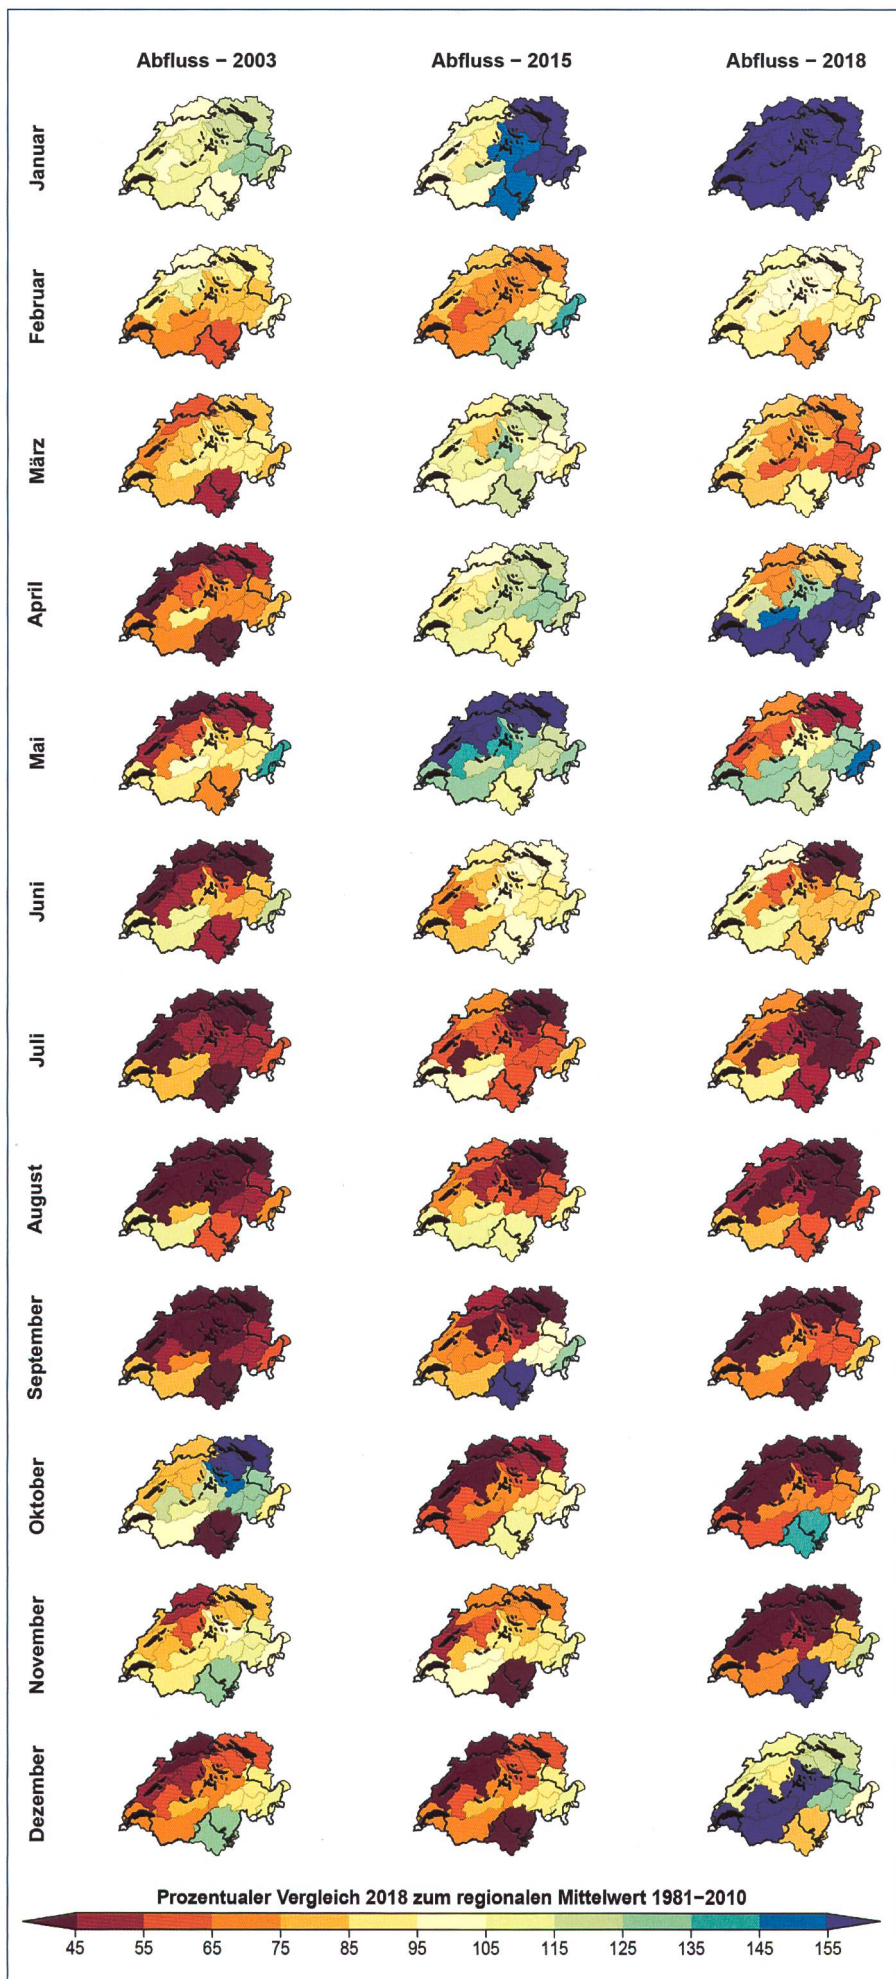 Abfluss – 2003
Abfluss – 2015
Abfluss – 2018
Januar
Februar
März
April
Mai
Juni
Juli
August
September
Oktober
November
Dezember
Prozentualer Vergleich 2018 zum regionalen Mittelwert 1981–2010
45 55 65 75 85 95 105 115 125 135 145 155